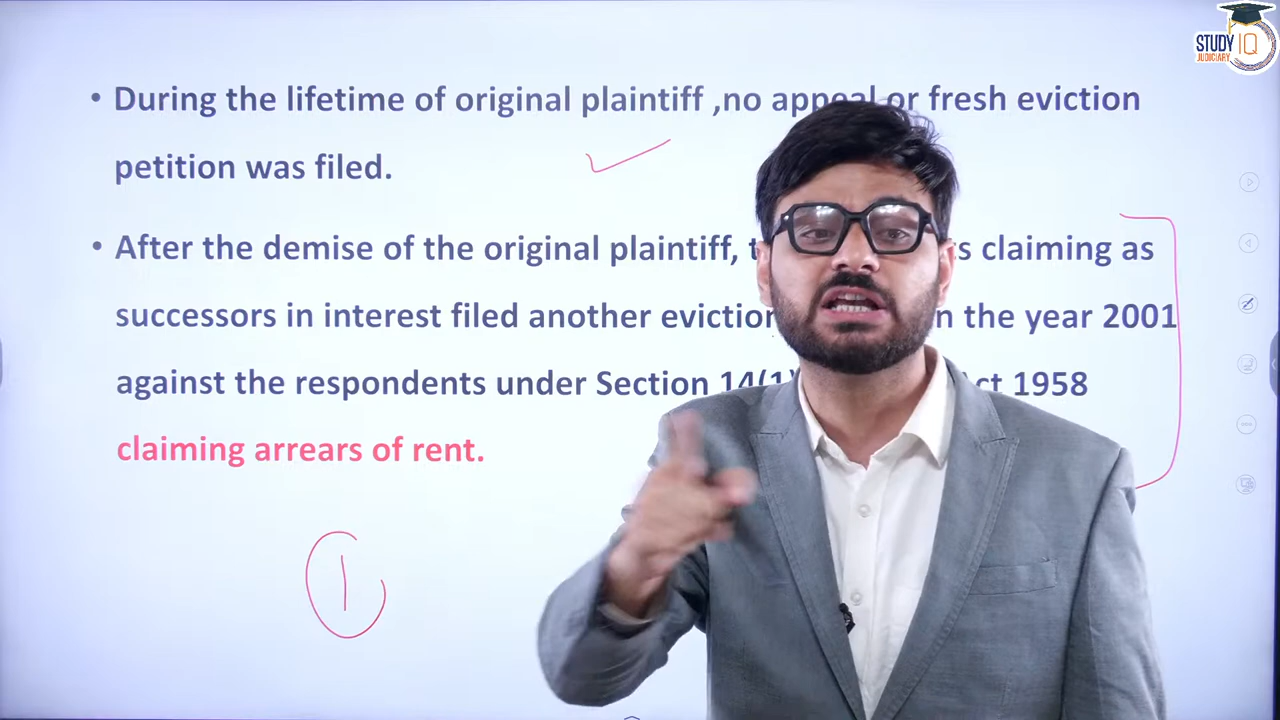 STUDY IQ
JUDICIARY
• During the lifetime of original plaintiff ,no appeal or fresh eviction
petition was filed.
• After the demise of the original plaintiff, claiming as
successors in interest filed another the year 2001
against the respondents under Section 1958
claiming arrears of rent.
1